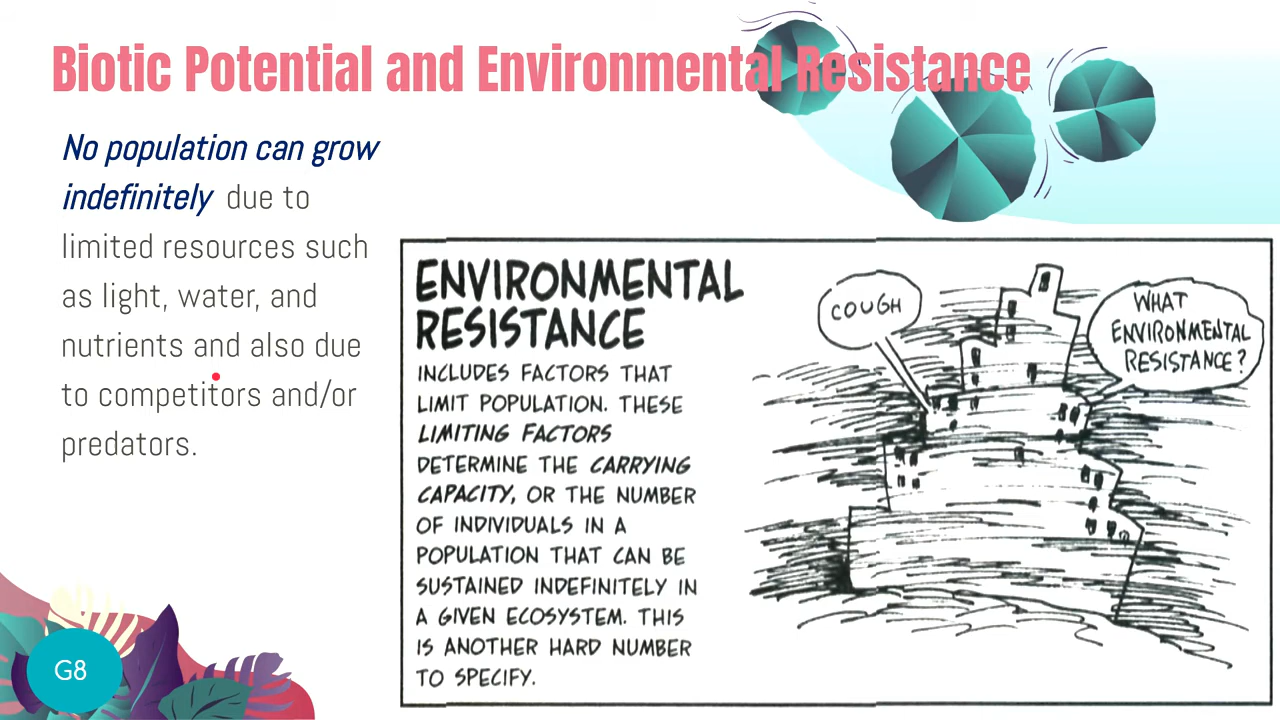 Biotic Potential and Environmental Resistance
No population can grow
indefinitely due to
limited resources such
as light, water, and
nutrients and also due
to competitors and/or
predators.
ENVIRONMENTAL
RESISTANCE
INCLUDES FACTORS THAT
LIMIT POPULATION. THESE
LIMITING FACTORS
DETERMINE THE CARRYING
CAPACITY, OR THE NUMBER
OF INDIVIDUALS IN A
POPULATION THAT CAN BE
SUSTAINED INDEFINITELY IN
A GIVEN ECOSYSTEM. THIS
IS ANOTHER HARD NUMBER
TO SPECIFY.
COUGH
WHAT
ENVIRONMENTAL
RESISTANCE?
G8